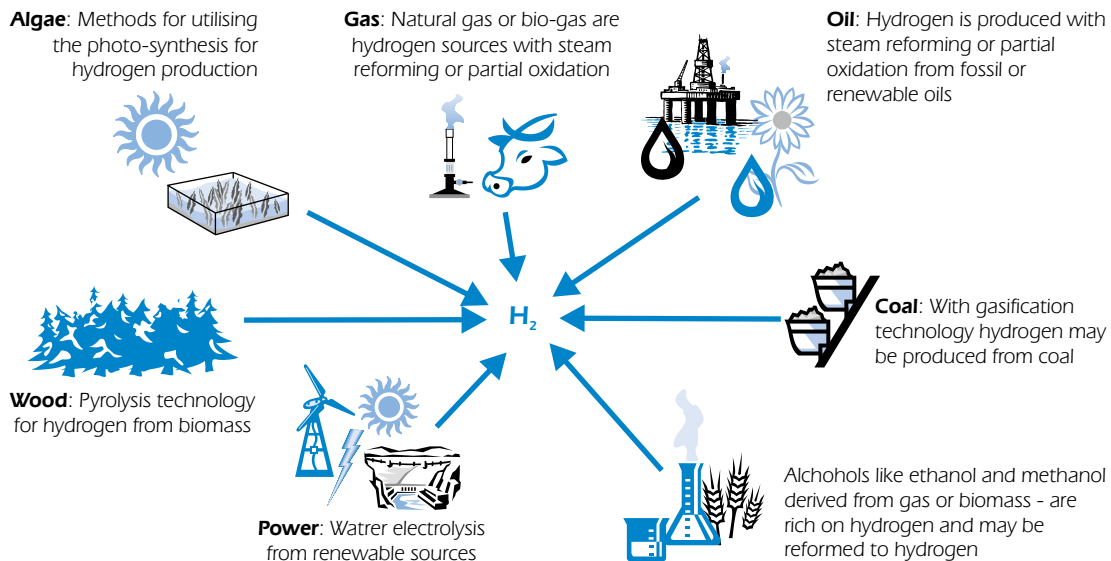 Algae: Methods for utilising
the photo-synthesis for
hydrogen production
Gas: Natural gas or bio-gas are
hydrogen sources with steam
reforming or partial oxidation
Oil: Hydrogen is produced with
steam reforming or partial
oxidation from fossil or
renewable oils
H₂
Coal: With gasification
technology hydrogen may
be produced from coal
Wood: Pyrolysis technology
for hydrogen from biomass
Power: Watrer electrolysis
from renewable sources
Alchohols like ethanol and methanol
derived from gas or biomass - are
rich on hydrogen and may be
reformed to hydrogen